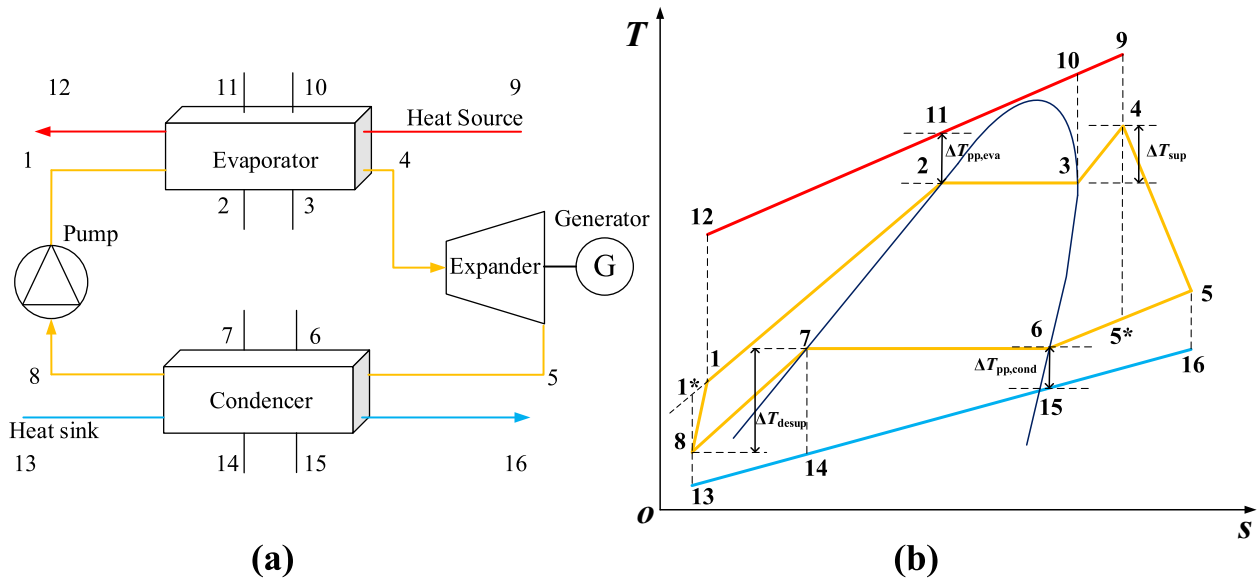 12
11
10
9
Heat Source
1
Evaporator
4
2
3
Generator
Pump
Expander
G
7
6
8
5
Condencer
Heat sink
13
14
15
16
(a)
T
9
10
4
11
ΔTpp,eva
ΔTsup
2
3
12
5
7
6
5*
1
ΔTpp,cond
16
1*
15
ΔTdesup
8
14
13
o
s
(b)